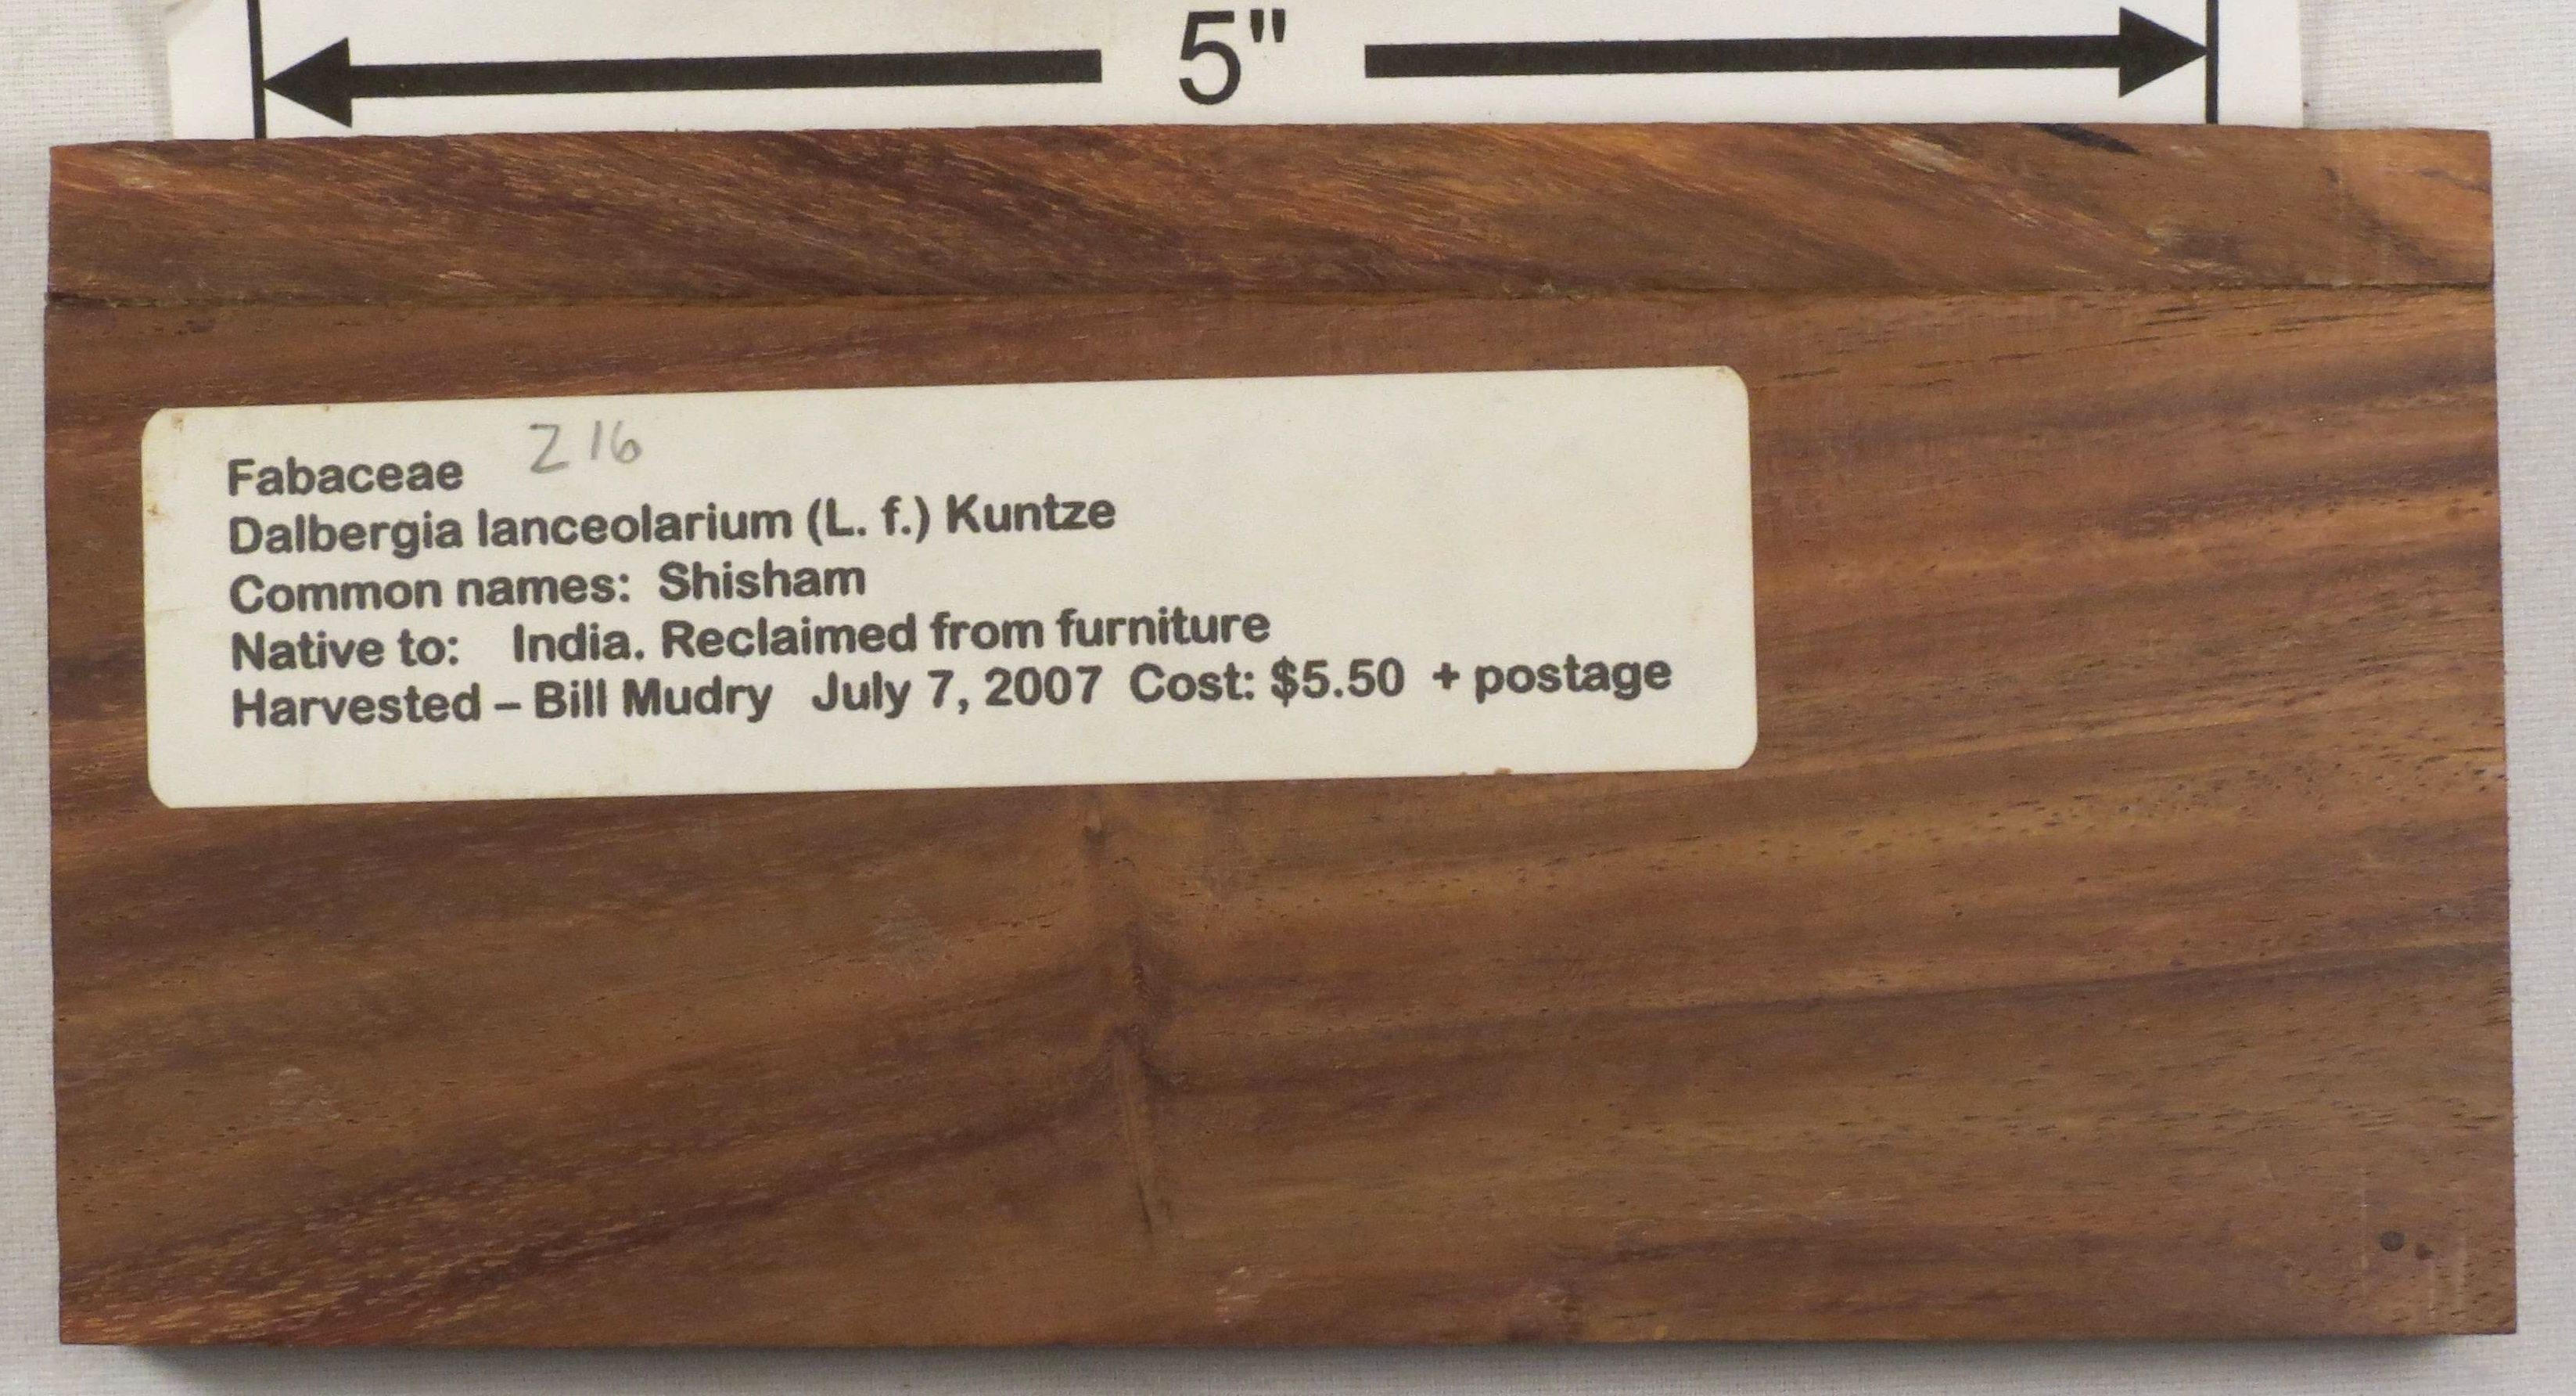 5"
Fabaceae Z16
Dalbergia lanceolarium (L. f.) Kuntze
Common names: Shisham
Native to: India. Reclaimed from furniture
Harvested – Bill Mudry July 7, 2007 Cost: $5.50 + postage